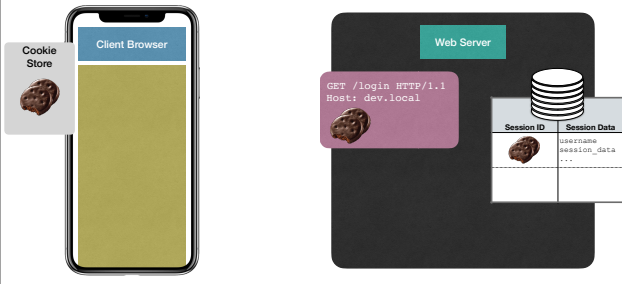 Cookie
Store
Client Browser
Web Server
GET /login HTTP/1.1
Host: dev.local
Session ID
Session Data
username
session_data
...